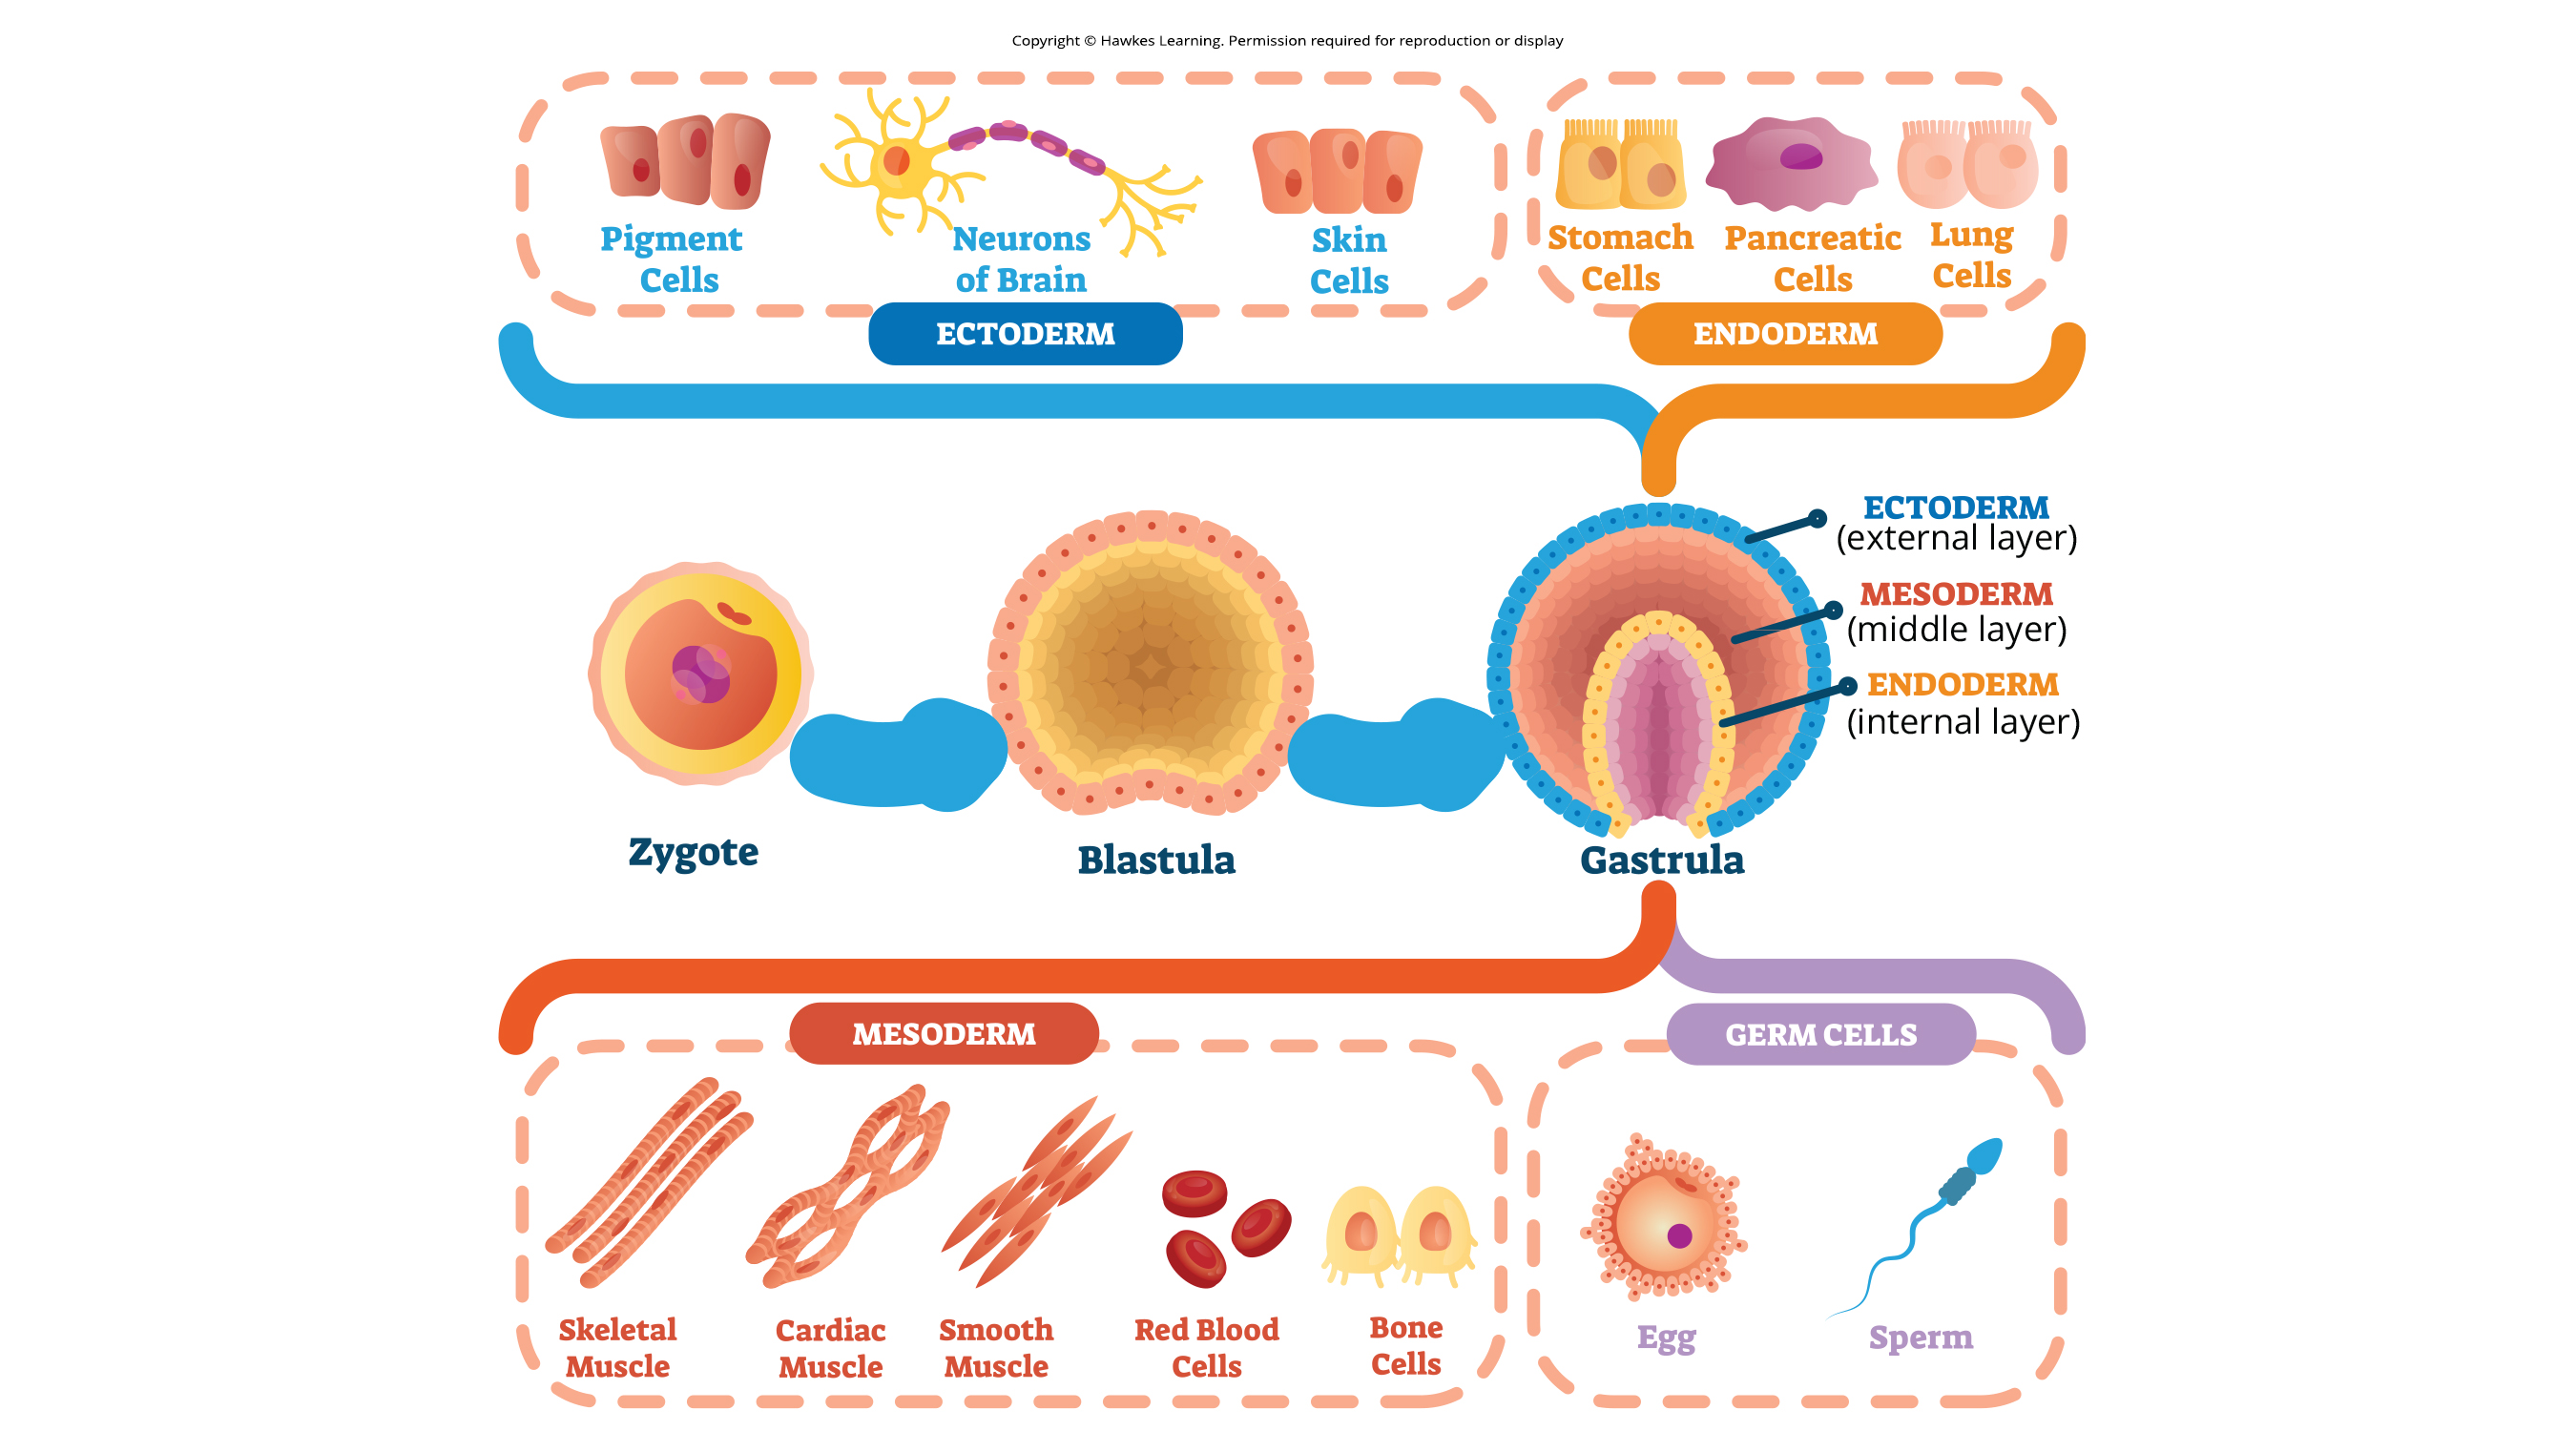 Copyright © Hawkes Learning. Permission required for reproduction or display
Pigment
Cells
Neurons
of Brain
Skin
Cells
Stomach
Cells
Pancreatic
Cells
Lung
Cells
ECTODERM
ENDODERM
ECTODERM
(external layer)
MESODERM
(middle layer)
ENDODERM
(internal layer)
Zygote
Blastula
Gastrula
MESODERM
GERM CELLS
Skeletal
Muscle
Cardiac
Muscle
Smooth
Muscle
Red Blood
Cells
Bone
Cells
Egg
Sperm